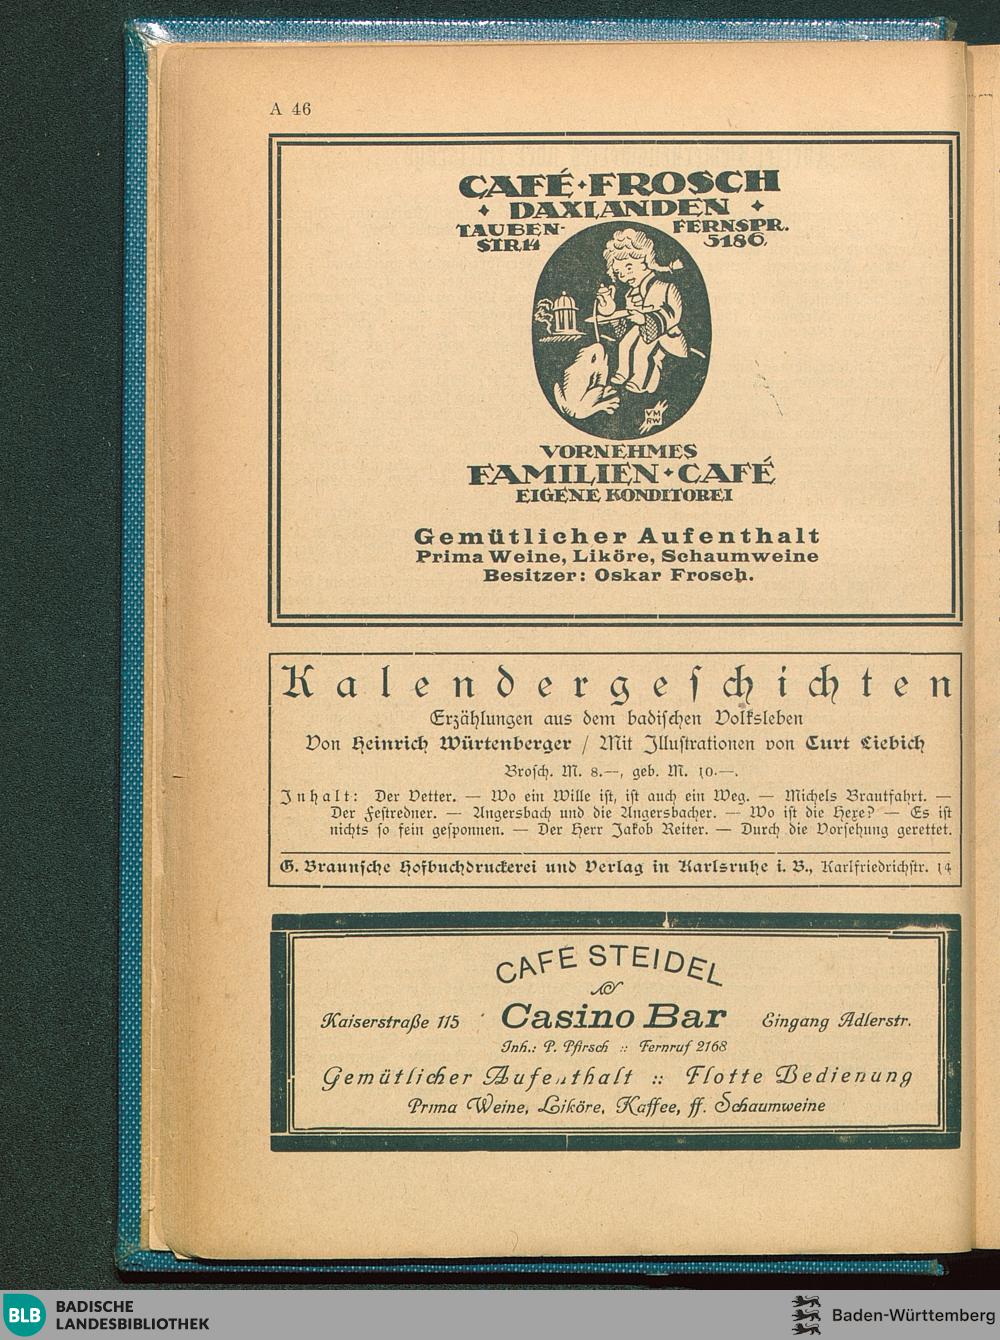 A 46
CAFÉ ✦ FROSCH
✦ DAXLANDEN ✦
TAUBEN-
STR.14
FERNSPR.
5186.
VM
RW
VORNEHMES
FAMILIEN ✦ CAFÉ
EIGENE KONDITOREI
Gemütlicher Aufenthalt
Prima Weine, Liköre, Schaumweine
Besitzer: Oskar Frosch.
Kalendergeschichten
Erzählungen aus dem badischen Volksleben
Von Heinrich Würtenberger / Mit Illustrationen von Curt Liebich
Brosch. M. 8.—, geb. M. 10.—.
Inhalt: Der Vetter. — Wo ein Wille ist, ist auch ein Weg. — Michels Brautfahrt. —
Der Festredner. — Angersbach und die Angersbacher. — Wo ist die Hexe? — Es ist
nichts so fein gesponnen. — Der Herr Jakob Reiter. — Durch die Vorsehung gerettet.
G. Braunsche Hofbuchdruckerei und Verlag in Karlsruhe i. B., Karlfriedrichstr. 14
CAFÉ STEIDEL
Kaiserstraße 115 Casino Bar Eingang Adlerstr.
Inh.: P. Pfirsch :: Fernruf 2168
Gemütlicher Aufenthalt :: Flotte Bedienung
Prima Weine, Liköre, Kaffee, ff. Schaumweine
BLB
BADISCHE
LANDESBIBLIOTHEK
Baden-Württemberg